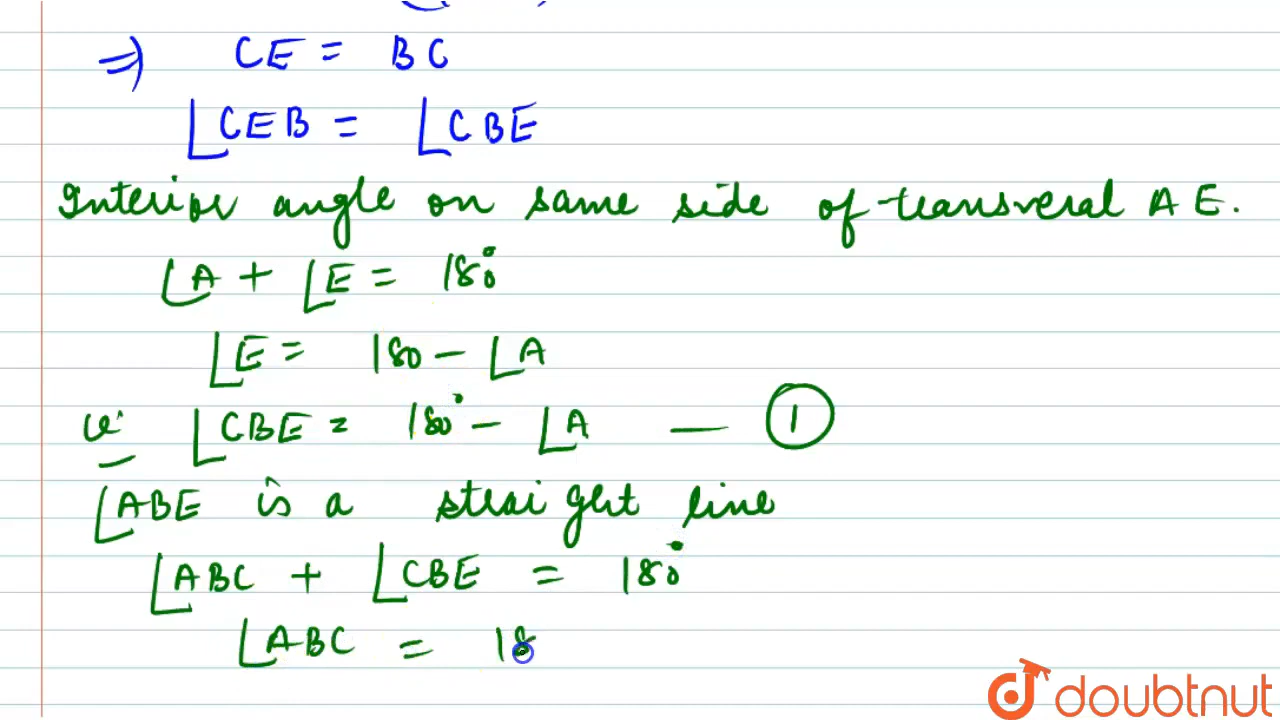 ⇒) CE = BC
∠CEB = ∠CBE
Interior angle on same side of transveral AE.
∠A + ∠E = 180°
∠E = 180 - ∠A
∠CBE = 180° - ∠A — 1
∠ABE is a straight line
∠ABC + ∠CBE = 180°
∠ABC = 18
doubtnut